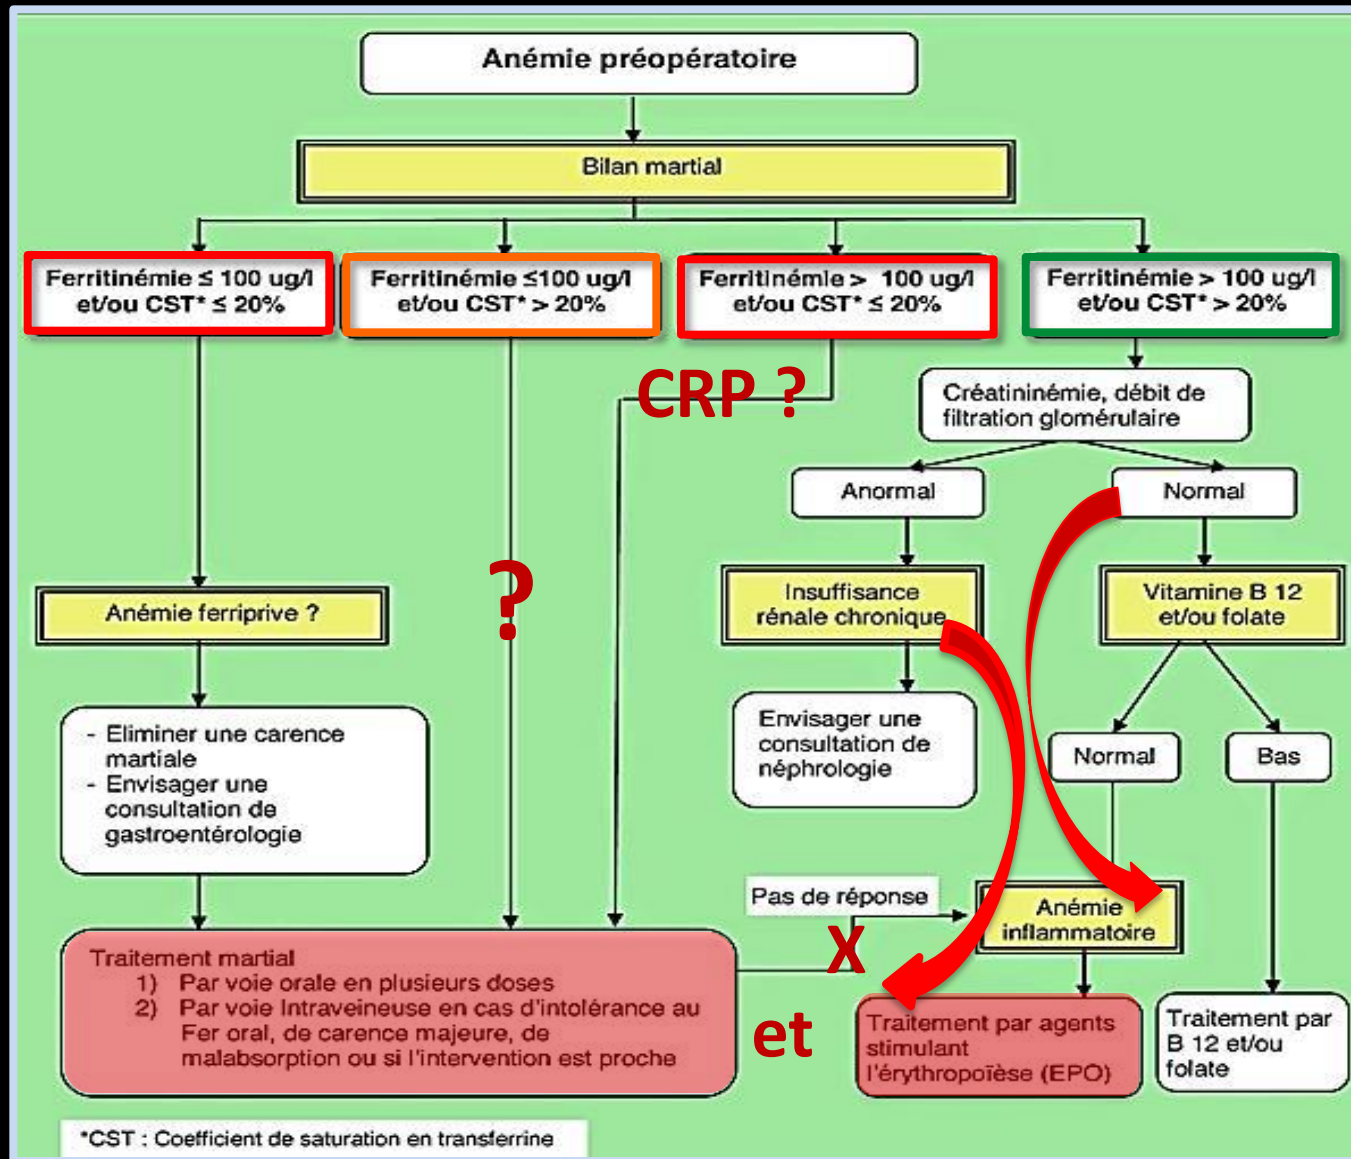 Anémie préopératoire
Bilan martial
Ferritinémie ≤ 100 ug/l
et/ou CST* ≤ 20%
Ferritinémie ≤100 ug/l
et/ou CST* > 20%
Ferritinémie > 100 ug/l
et/ou CST* ≤ 20%
Ferritinémie > 100 ug/l
et/ou CST* > 20%
CRP ?
Créatininémie, débit de
filtration glomérulaire
Anormal
Normal
?
Anémie ferriprive ?
Insuffisance
rénale chronique
Vitamine B 12
et/ou folate
- Eliminer une carence
martiale
- Envisager une
consultation de
gastroentérologie
Envisager une
consultation de
néphrologie
Normal
Bas
Pas de réponse
X
Anémie
inflammatoire
Traitement martial
1) Par voie orale en plusieurs doses
2) Par voie Intraveineuse en cas d'intolérance au
Fer oral, de carence majeure, de
malabsorption ou si l'intervention est proche
et
Traitement par agents
stimulant
l'érythropoïèse (EPO)
Traitement par
B 12 et/ou
folate
*CST : Coefficient de saturation en transferrine